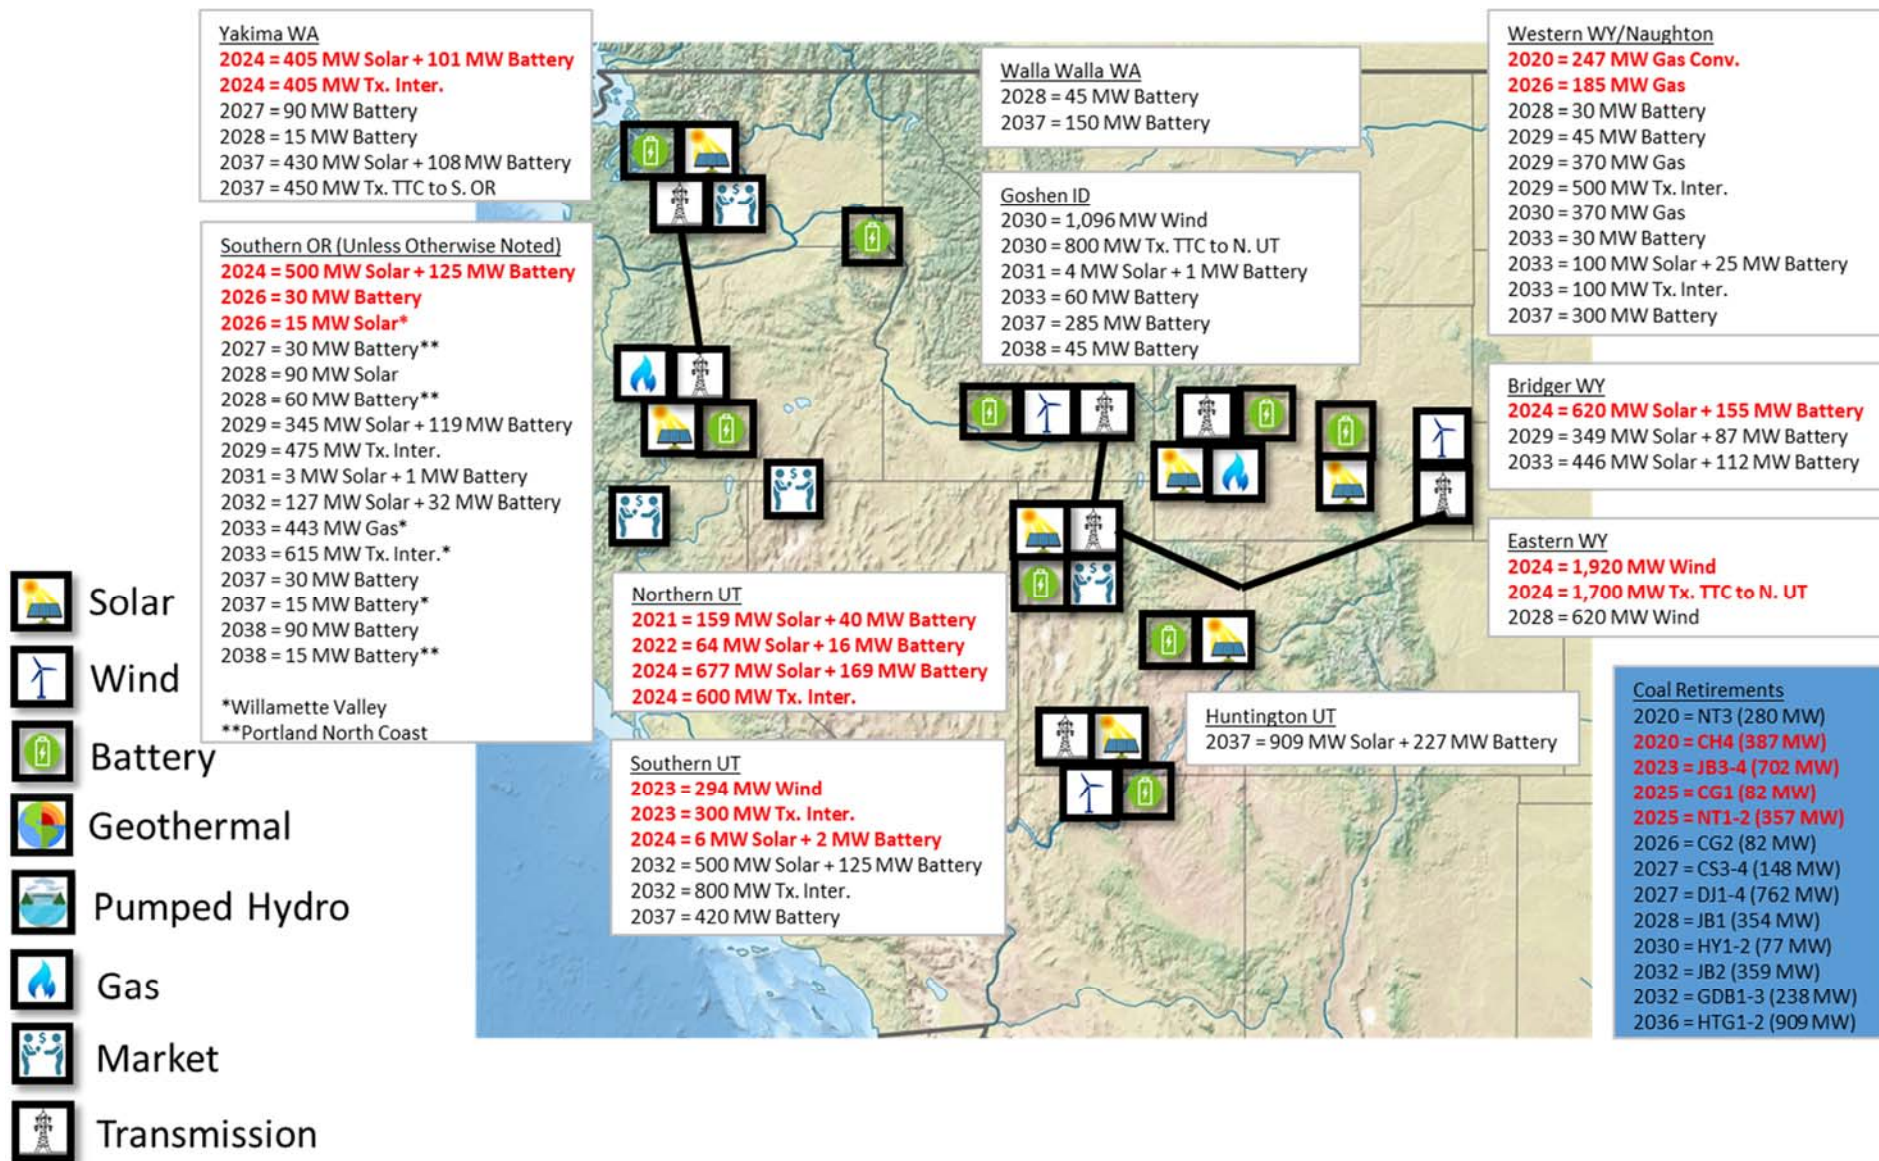 Yakima WA
2024 = 405 MW Solar + 101 MW Battery
2024 = 405 MW Tx. Inter.
2027 = 90 MW Battery
2028 = 15 MW Battery
2037 = 430 MW Solar + 108 MW Battery
2037 = 450 MW Tx. TTC to S. OR
Southern OR (Unless Otherwise Noted)
2024 = 500 MW Solar + 125 MW Battery
2026 = 30 MW Battery
2026 = 15 MW Solar*
2027 = 30 MW Battery**
2028 = 90 MW Solar
2028 = 60 MW Battery**
2029 = 345 MW Solar + 119 MW Battery
2029 = 475 MW Tx. Inter.
2031 = 3 MW Solar + 1 MW Battery
2032 = 127 MW Solar + 32 MW Battery
2033 = 443 MW Gas*
2033 = 615 MW Tx. Inter.*
2037 = 30 MW Battery
2037 = 15 MW Battery*
2038 = 90 MW Battery
2038 = 15 MW Battery**
*Willamette Valley
**Portland North Coast
Walla Walla WA
2028 = 45 MW Battery
2037 = 150 MW Battery
Goshen ID
2030 = 1,096 MW Wind
2030 = 800 MW Tx. TTC to N. UT
2031 = 4 MW Solar + 1 MW Battery
2033 = 60 MW Battery
2037 = 285 MW Battery
2038 = 45 MW Battery
Western WY/Naughton
2020 = 247 MW Gas Conv.
2026 = 185 MW Gas
2028 = 30 MW Battery
2029 = 45 MW Battery
2029 = 370 MW Gas
2029 = 500 MW Tx. Inter.
2030 = 370 MW Gas
2033 = 30 MW Battery
2033 = 100 MW Solar + 25 MW Battery
2033 = 100 MW Tx. Inter.
2037 = 300 MW Battery
Bridger WY
2024 = 620 MW Solar + 155 MW Battery
2029 = 349 MW Solar + 87 MW Battery
2033 = 446 MW Solar + 112 MW Battery
Eastern WY
2024 = 1,920 MW Wind
2024 = 1,700 MW Tx. TTC to N. UT
2028 = 620 MW Wind
Northern UT
2021 = 159 MW Solar + 40 MW Battery
2022 = 64 MW Solar + 16 MW Battery
2024 = 677 MW Solar + 169 MW Battery
2024 = 600 MW Tx. Inter.
Southern UT
2023 = 294 MW Wind
2023 = 300 MW Tx. Inter.
2024 = 6 MW Solar + 2 MW Battery
2032 = 500 MW Solar + 125 MW Battery
2032 = 800 MW Tx. Inter.
2037 = 420 MW Battery
Huntington UT
2037 = 909 MW Solar + 227 MW Battery
Coal Retirements
2020 = NT3 (280 MW)
2020 = CH4 (387 MW)
2023 = JB3-4 (702 MW)
2025 = CG1 (82 MW)
2025 = NT1-2 (357 MW)
2026 = CG2 (82 MW)
2027 = CS3-4 (148 MW)
2027 = DJ1-4 (762 MW)
2028 = JB1 (354 MW)
2030 = HY1-2 (77 MW)
2032 = JB2 (359 MW)
2032 = GDB1-3 (238 MW)
2036 = HTG1-2 (909 MW)
Solar
Wind
Battery
Geothermal
Pumped Hydro
Gas
Market
Transmission